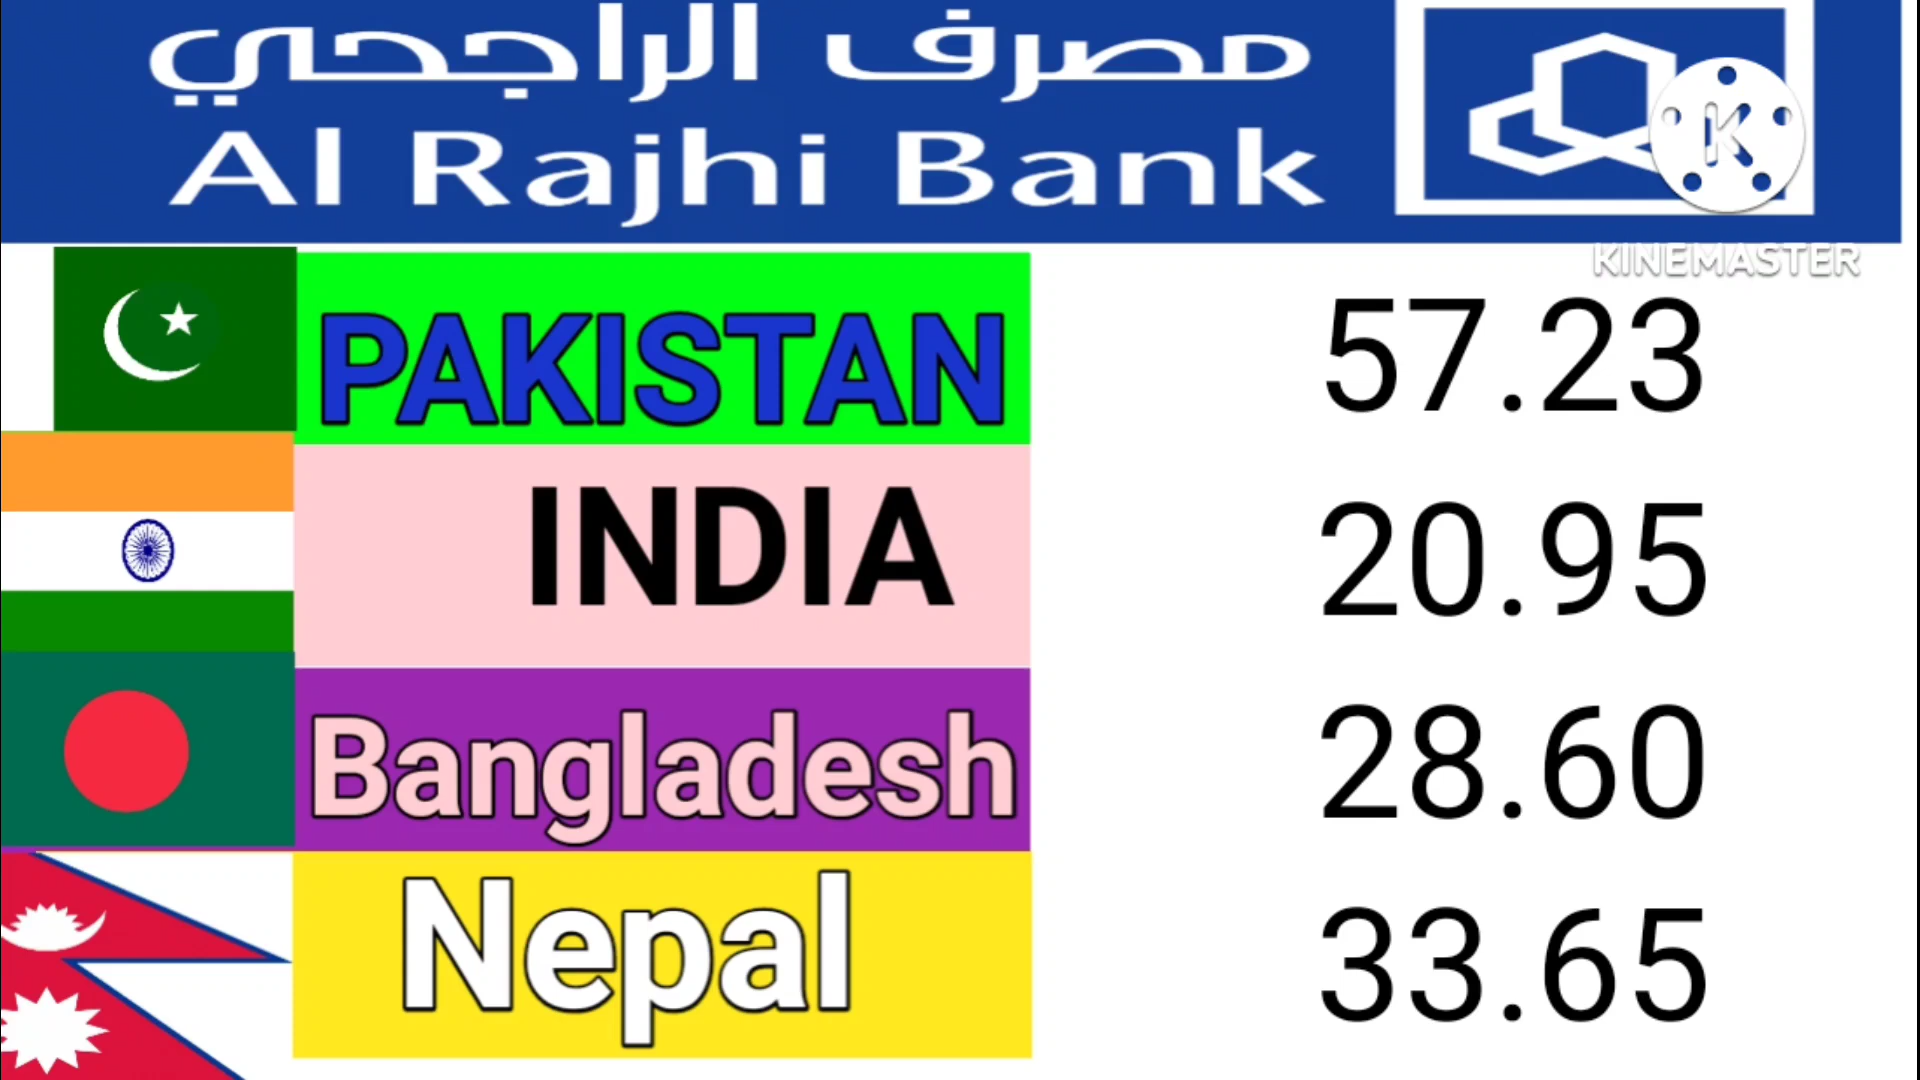 مصرف الراجحي
Al Rajhi Bank
K
KINEMASTER
PAKISTAN 57.23
INDIA 20.95
Bangladesh 28.60
Nepal 33.65